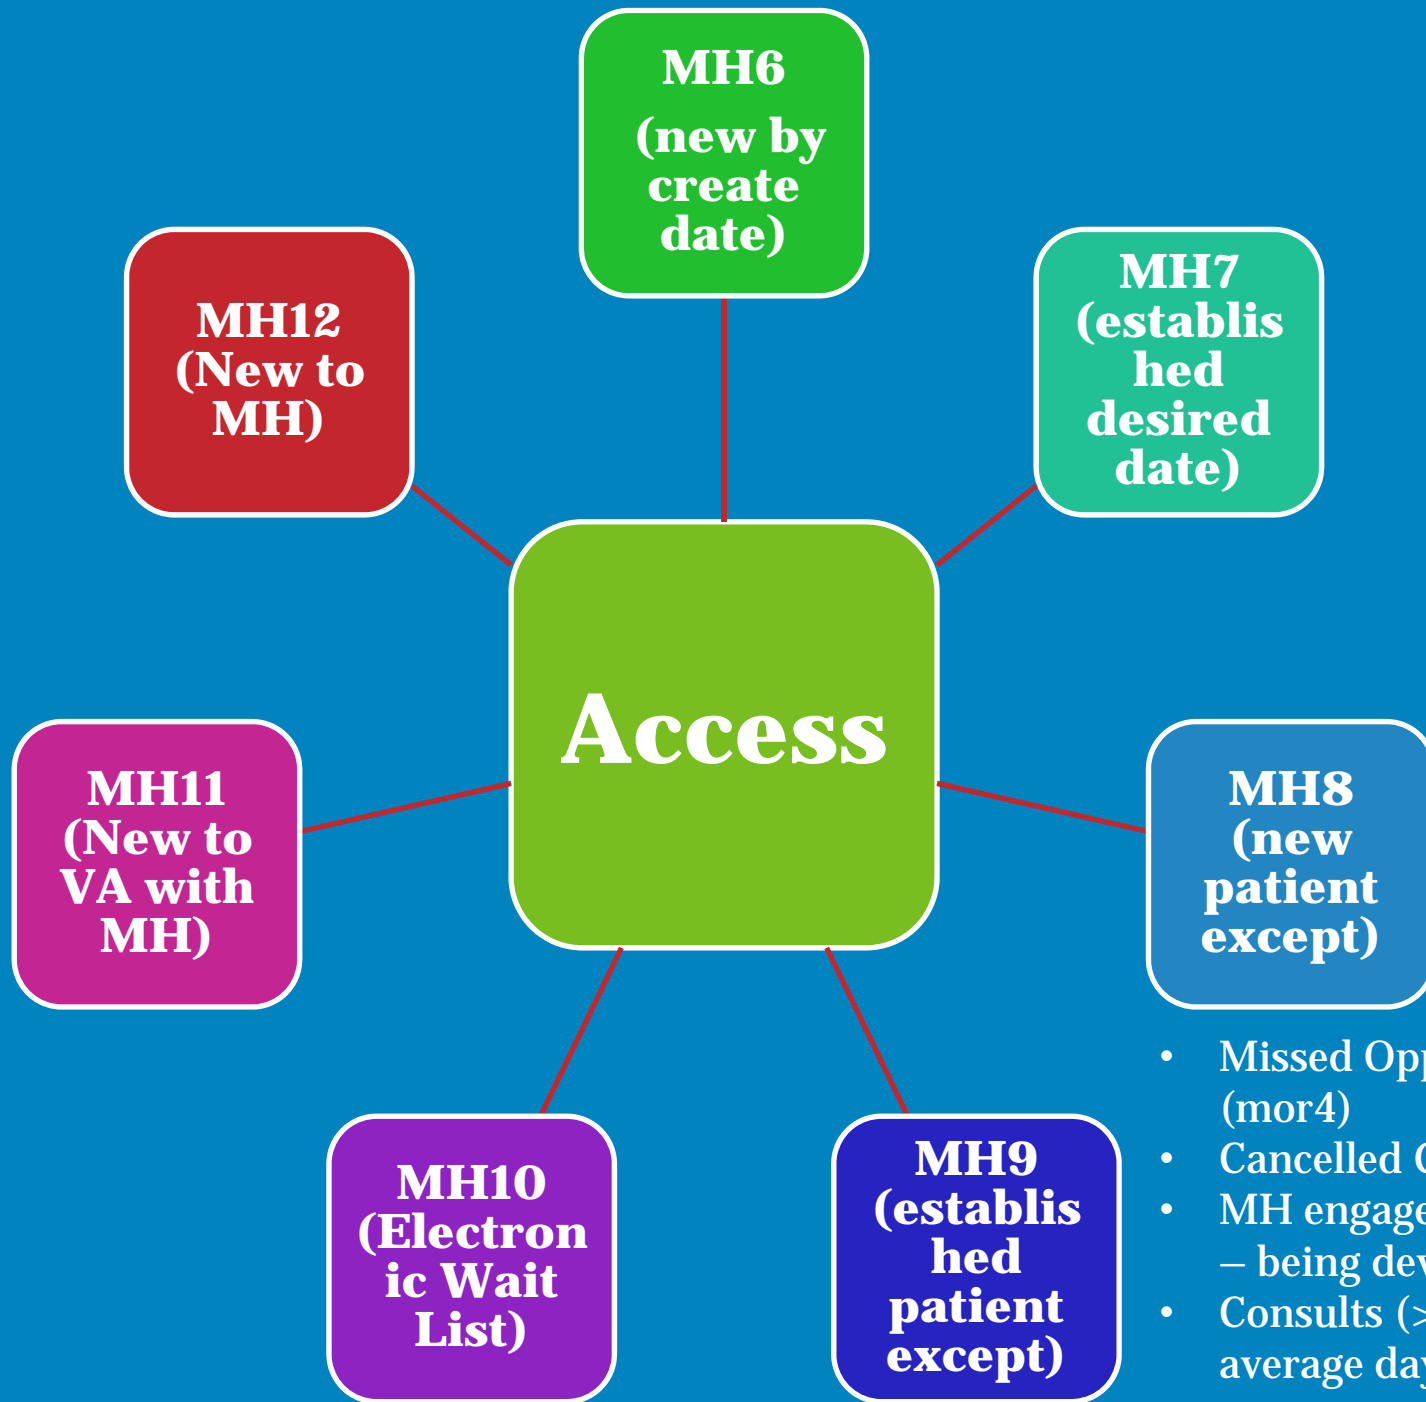 MH6
(new by
create
date)
MH12
(New to
MH)
MH7
(establis
hed
desired
date)
Access
MH11
(New to
VA with
MH)
MH8
(new
patient
except)
MH10
(Electron
ic Wait
List)
MH9
(establis
hed
patient
except)
• Missed
(mor4)
• Cancelled
• MH
– being
• Consults (>
average